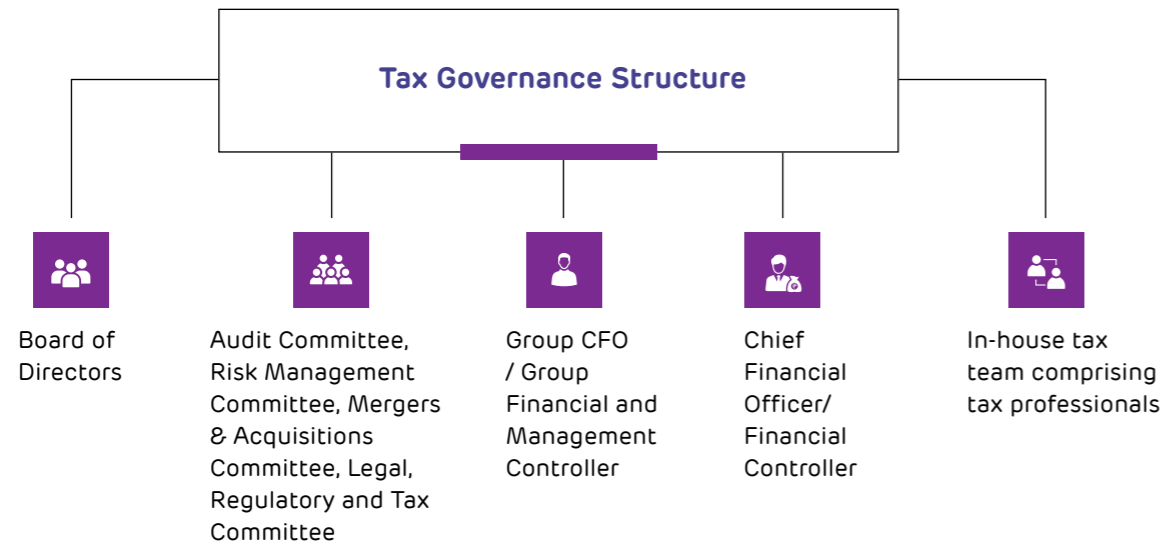 Tax Governance Structure
Board of
Directors
Audit Committee,
Risk Management
Committee, Mergers
& Acquisitions
Committee, Legal,
Regulatory and Tax
Committee
Group CFO
/ Group
Financial and
Management
Controller
Chief
Financial
Officer/
Financial
Controller
In-house tax
team comprising
tax professionals